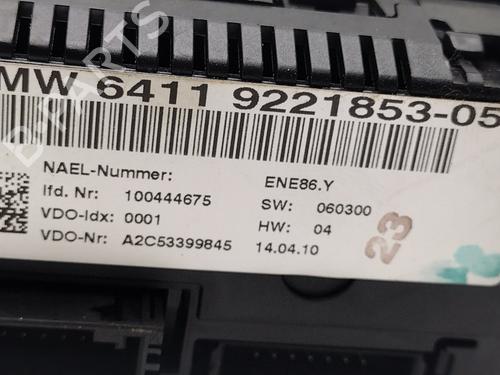 MW 6411 9221853-05
NAEL-Nummer: ENE86.Y
lfd. Nr: 100444675 SW: 060300
VDO-Idx: 0001 HW: 04
VDO-Nr: A2C53399845 14.04.10
23
B-PARTS